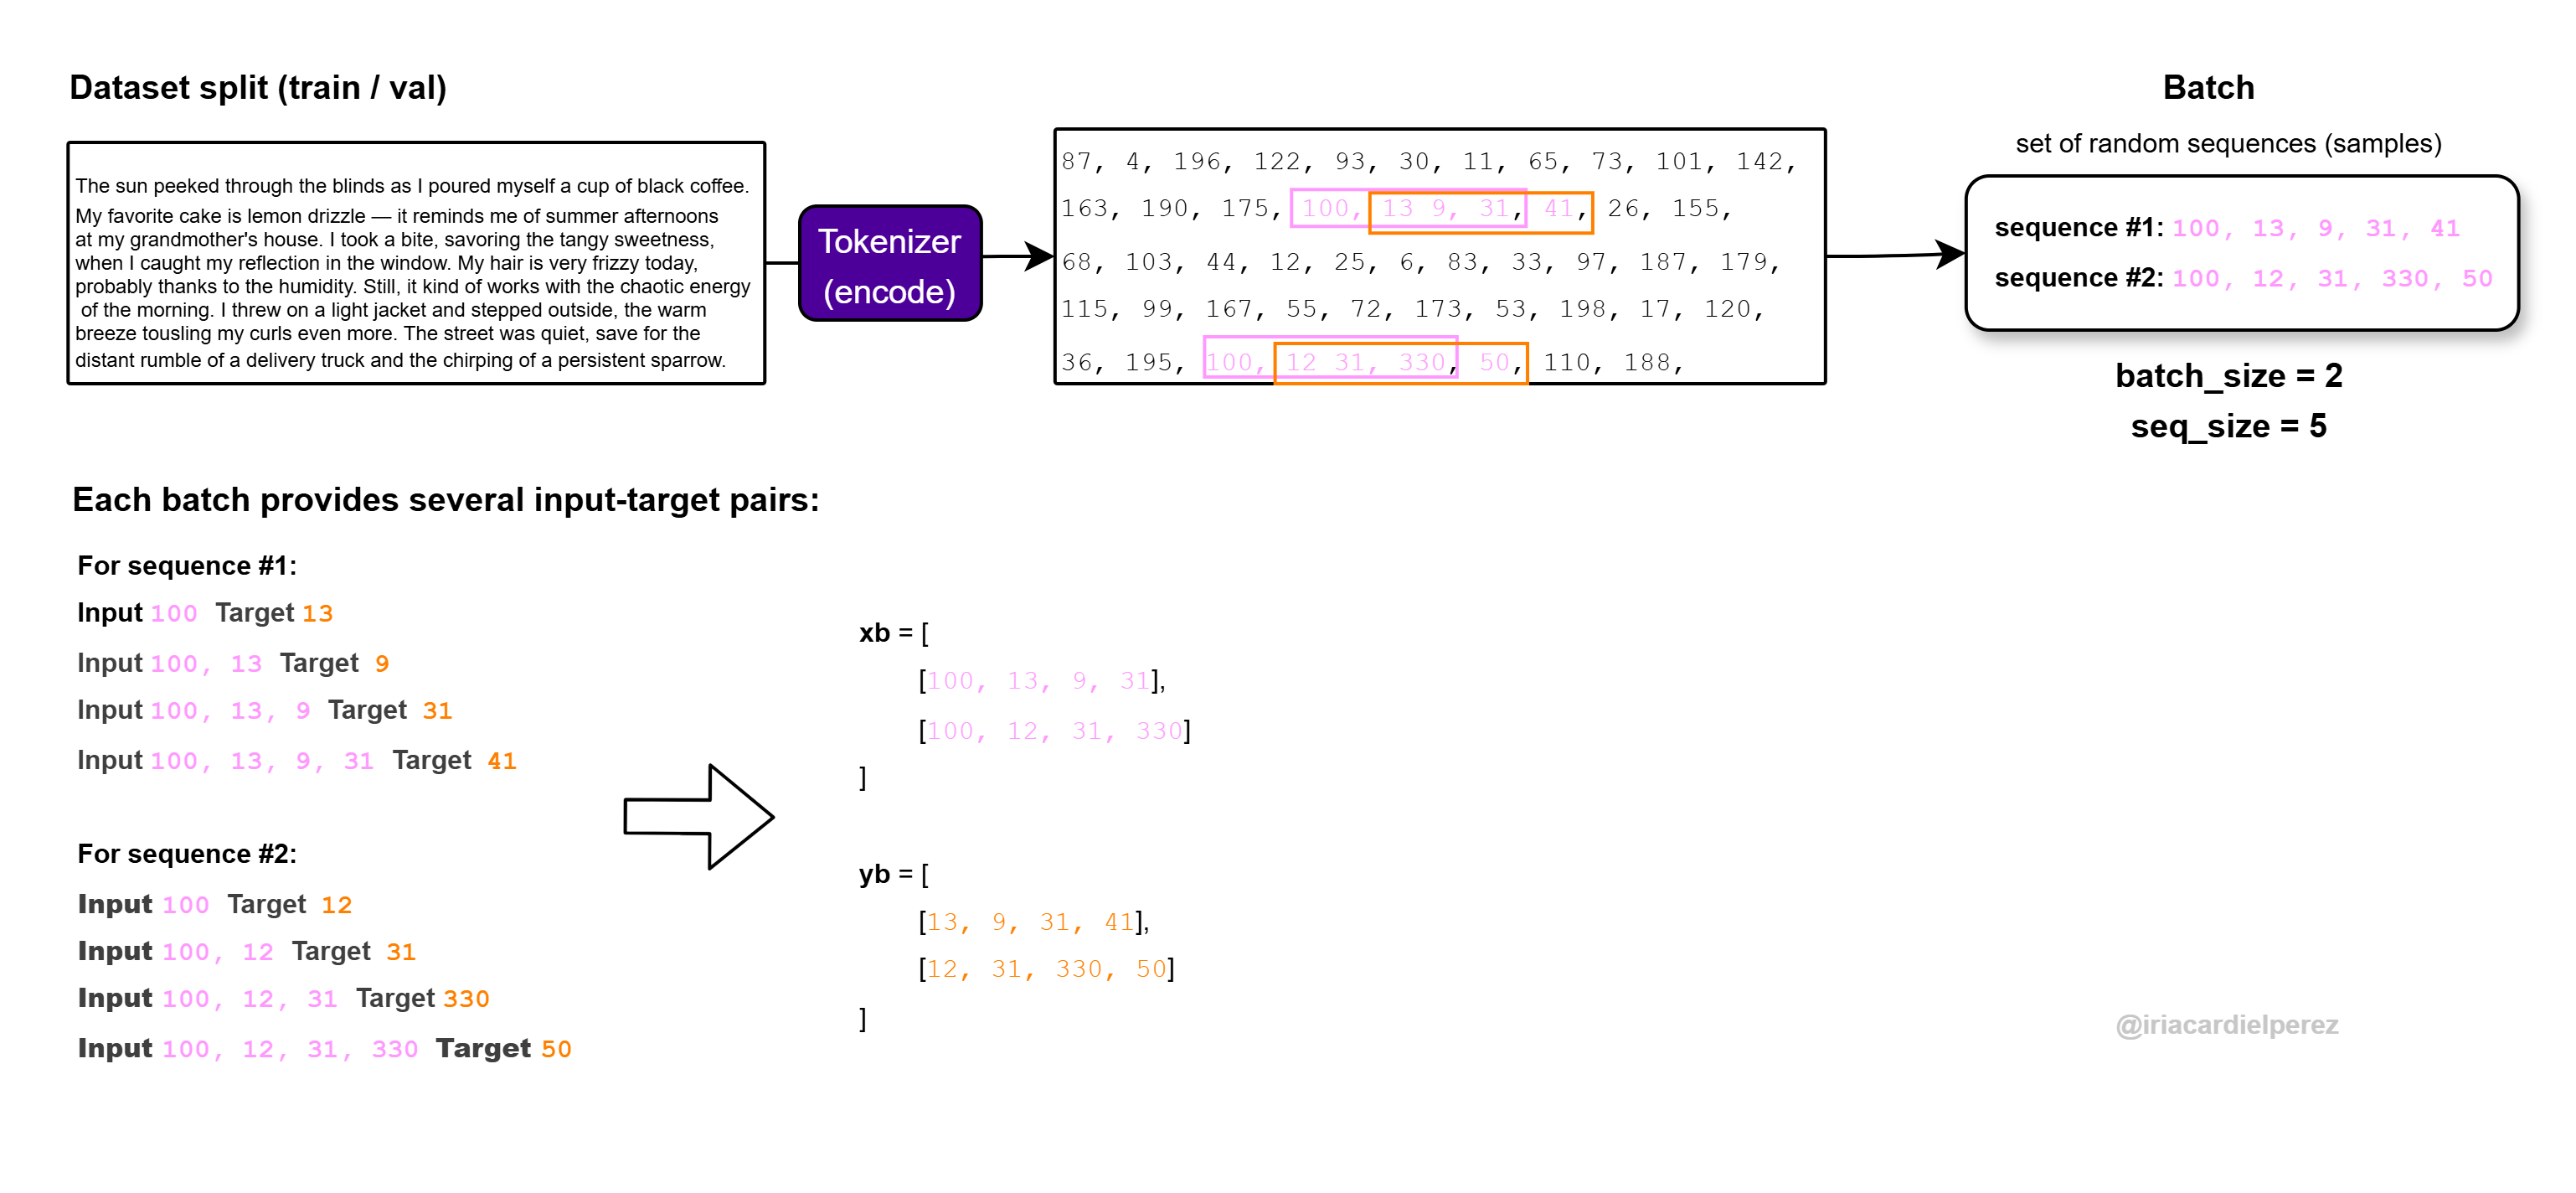 Dataset split (train / val)
The sun peeked through the blinds as I poured myself a cup of black coffee.
My favorite cake is lemon drizzle — it reminds me of summer afternoons
at my grandmother's house. I took a bite, savoring the tangy sweetness,
when I caught my reflection in the window. My hair is very frizzy today,
probably thanks to the humidity. Still, it kind of works with the chaotic energy
of the morning. I threw on a light jacket and stepped outside, the warm
breeze tousling my curls even more. The street was quiet, save for the
distant rumble of a delivery truck and the chirping of a persistent sparrow.
Tokenizer
(encode)
87, 4, 196, 122, 93, 30, 11, 65, 73, 101, 142,
163, 190, 175, 100, 13 9, 31, 41, 26, 155,
68, 103, 44, 12, 25, 6, 83, 33, 97, 187, 179,
115, 99, 167, 55, 72, 173, 53, 198, 17, 120,
36, 195, 100, 12 31, 330, 50, 110, 188,
Batch
set of random sequences (samples)
sequence #1: 100, 13, 9, 31, 41
sequence #2: 100, 12, 31, 330, 50
batch_size = 2
seq_size = 5
Each batch provides several input-target pairs:
For sequence #1:
Input 100 Target 13
Input 100, 13 Target 9
Input 100, 13, 9 Target 31
Input 100, 13, 9, 31 Target 41
For sequence #2:
Input 100 Target 12
Input 100, 12 Target 31
Input 100, 12, 31 Target 330
Input 100, 12, 31, 330 Target 50
xb = [
[100, 13, 9, 31],
[100, 12, 31, 330]
]
yb = [
[13, 9, 31, 41],
[12, 31, 330, 50]
]
@iriacardielperez